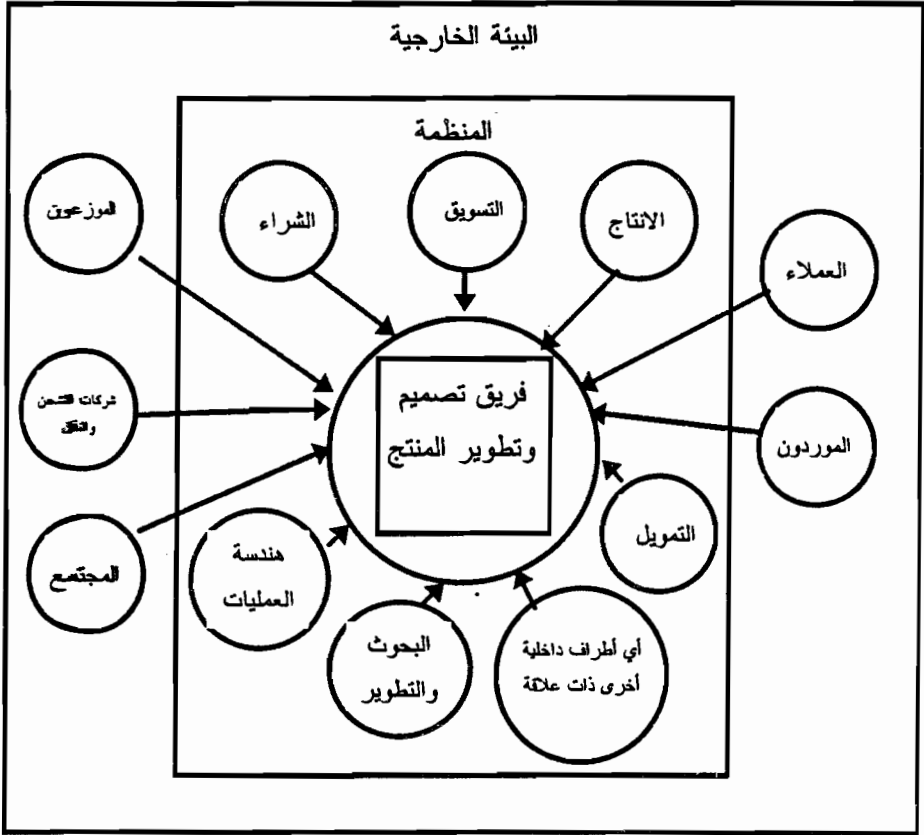 البيئة الخارجية
المنظمة
الانتاج
التسويق
الشراء
العملاء
الموردون
الموزعون
شركات الشحن
والنقل
المجتمع
فريق تصميم
وتطوير المنتج
التمويل
أي أطراف داخلية
أخرى ذات علاقة
البحوث
والتطوير
هندسة
العمليات